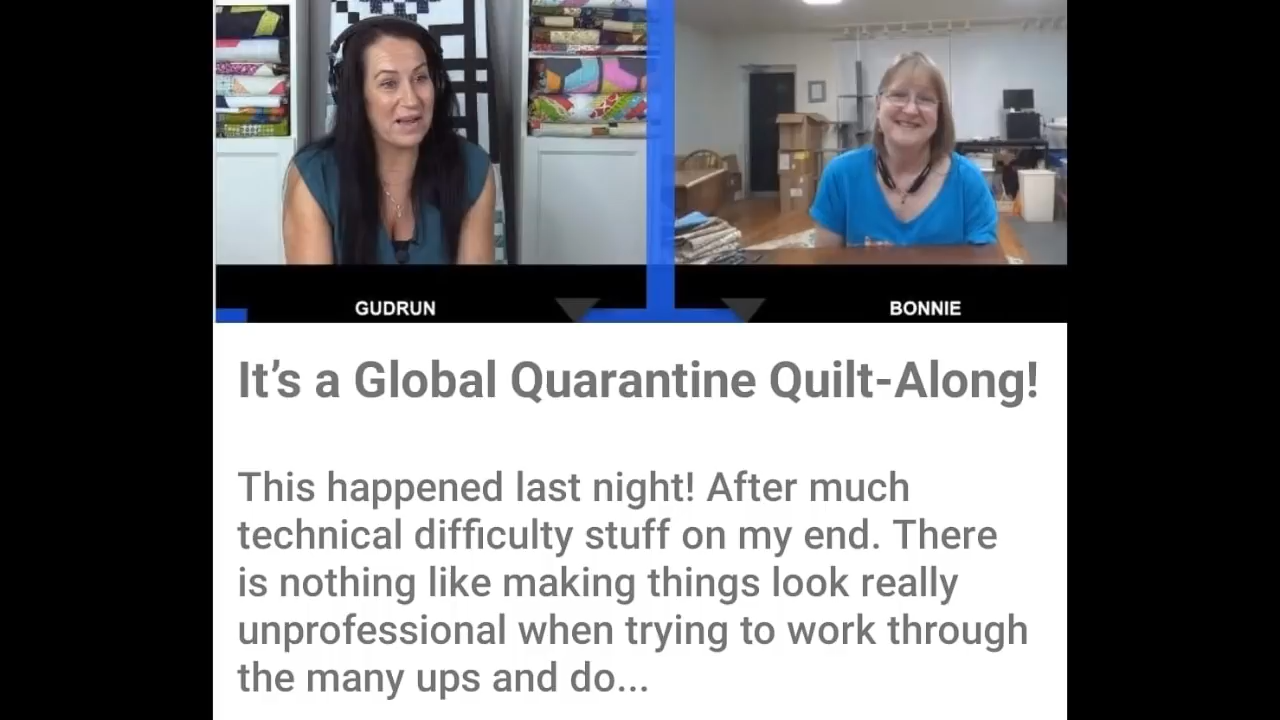 GUDRUN
BONNIE
It’s a Global Quarantine Quilt-Along!
This happened last night! After much
technical difficulty stuff on my end. There
is nothing like making things look really
unprofessional when trying to work through
the many ups and do...